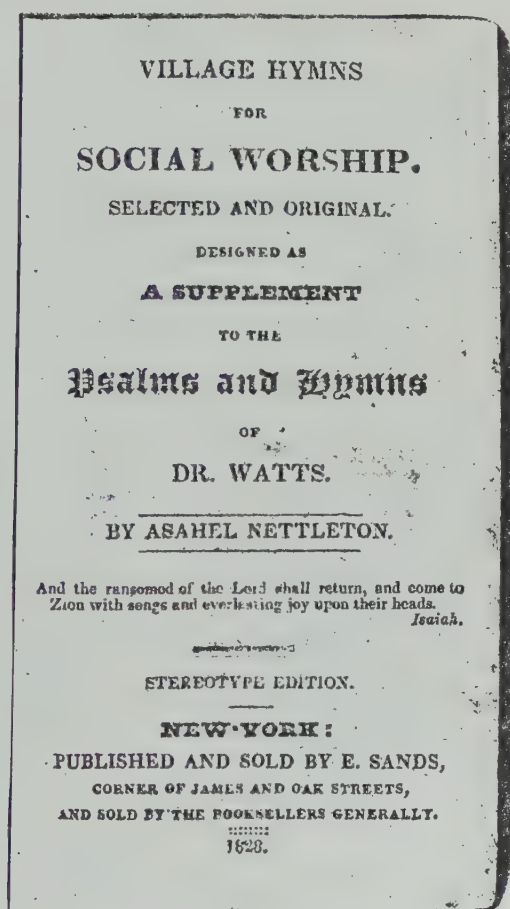 VILLAGE HYMNS
FOR
SOCIAL WORSHIP.
SELECTED AND ORIGINAL.
DESIGNED AS
A SUPPLEMENT
TO THE
Psalms and Hymns
OF
DR. WATTS.
BY ASAHEL NETTLETON.
And the ransomod of the Lord shall return, and come to
Zion with songs and everlasting joy upon their heads.
Isaiah.
STEREOTYPE EDITION.
NEW-YORK:
PUBLISHED AND SOLD BY E. SANDS,
CORNER OF JAMES AND OAK STREETS,
AND SOLD BY THE BOOKSELLERS GENERALLY.
1828.